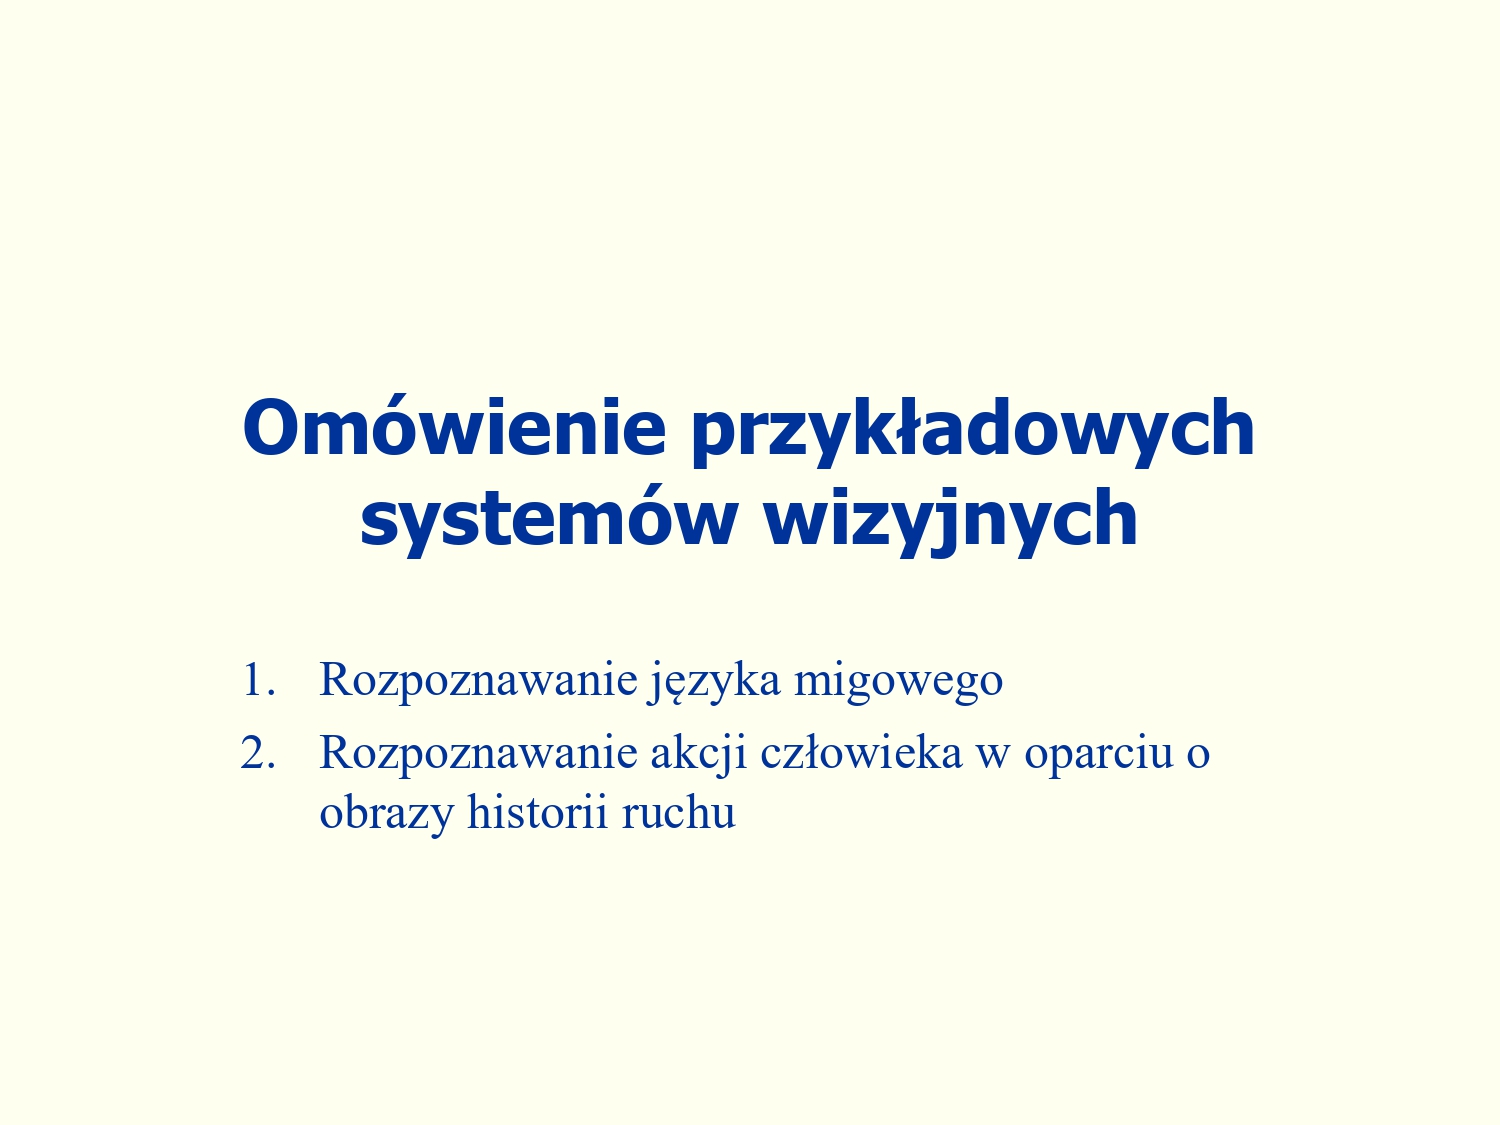 Omówienie przykładowych
systemów wizyjnych
1. Rozpoznawanie języka migowego
2. Rozpoznawanie akcji człowieka w oparciu o
obrazy historii ruchu